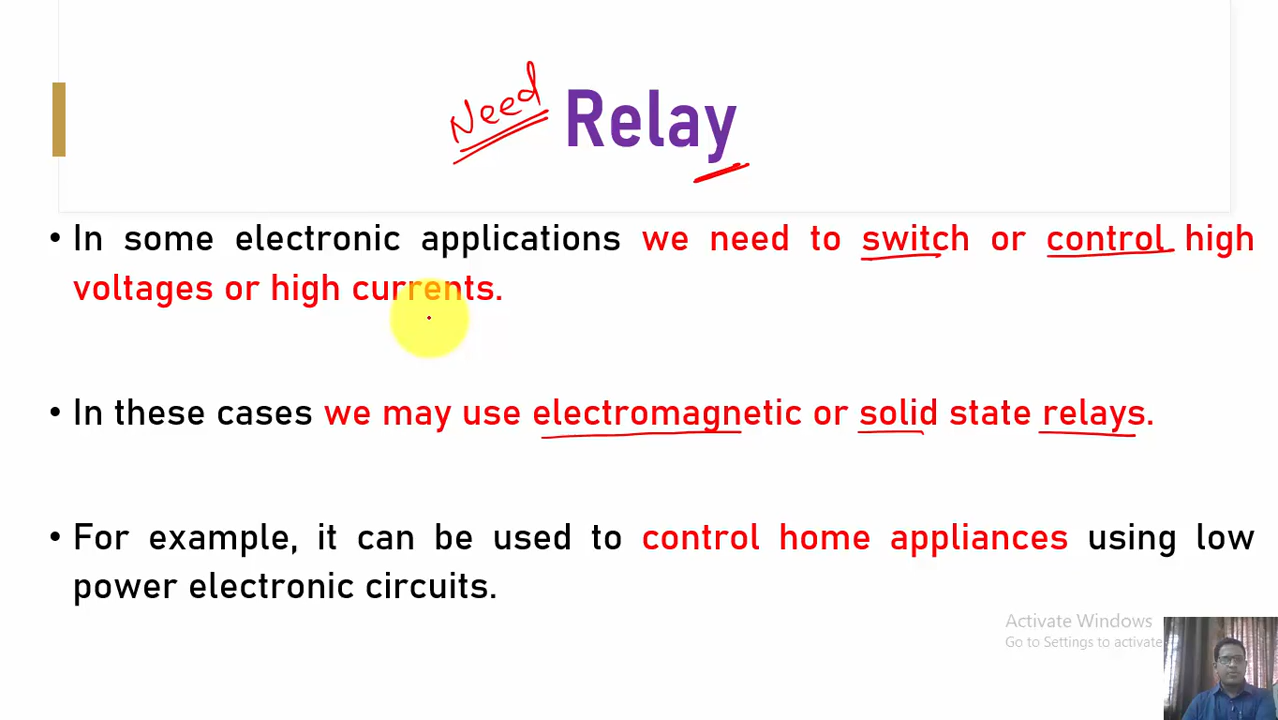 Need Relay
• In some electronic applications we need to switch or control high
voltages or high currents.
• In these cases we may use electromagnetic or solid state relays.
• For example, it can be used to control home appliances using low
power electronic circuits.
Activate Windows
Go to Settings to activate